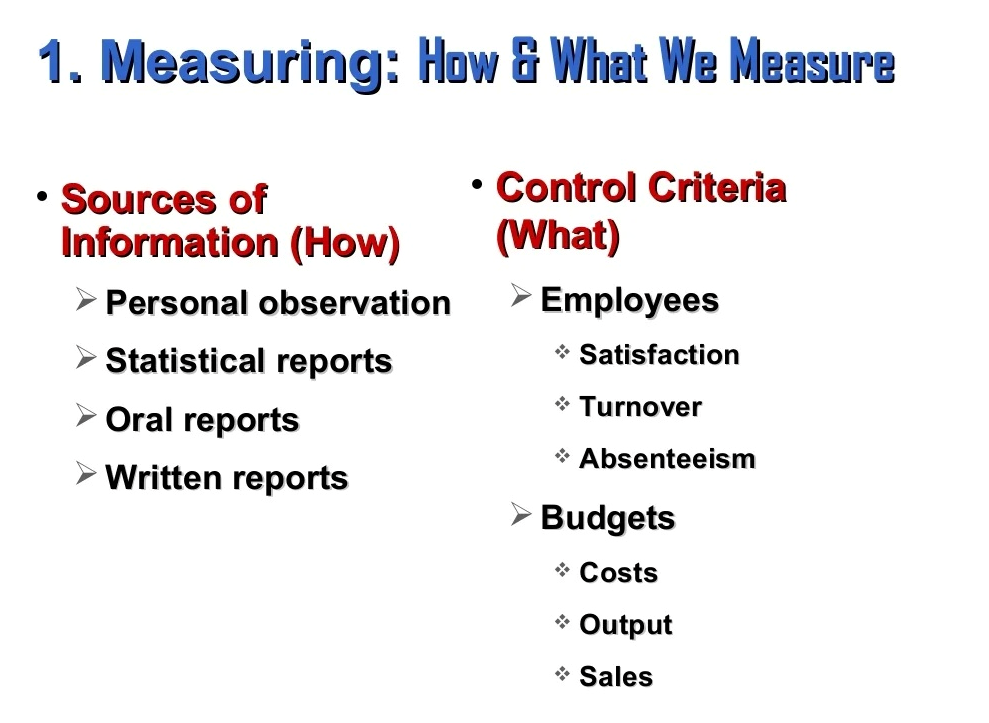 1. Measuring: How & What We Measure
• Sources of
Information (How)
➢ Personal observation
➢ Statistical reports
➢ Oral reports
➢ Written reports
• Control Criteria
(What)
➢ Employees
❖ Satisfaction
❖ Turnover
❖ Absenteeism
➢ Budgets
❖ Costs
❖ Output
❖ Sales